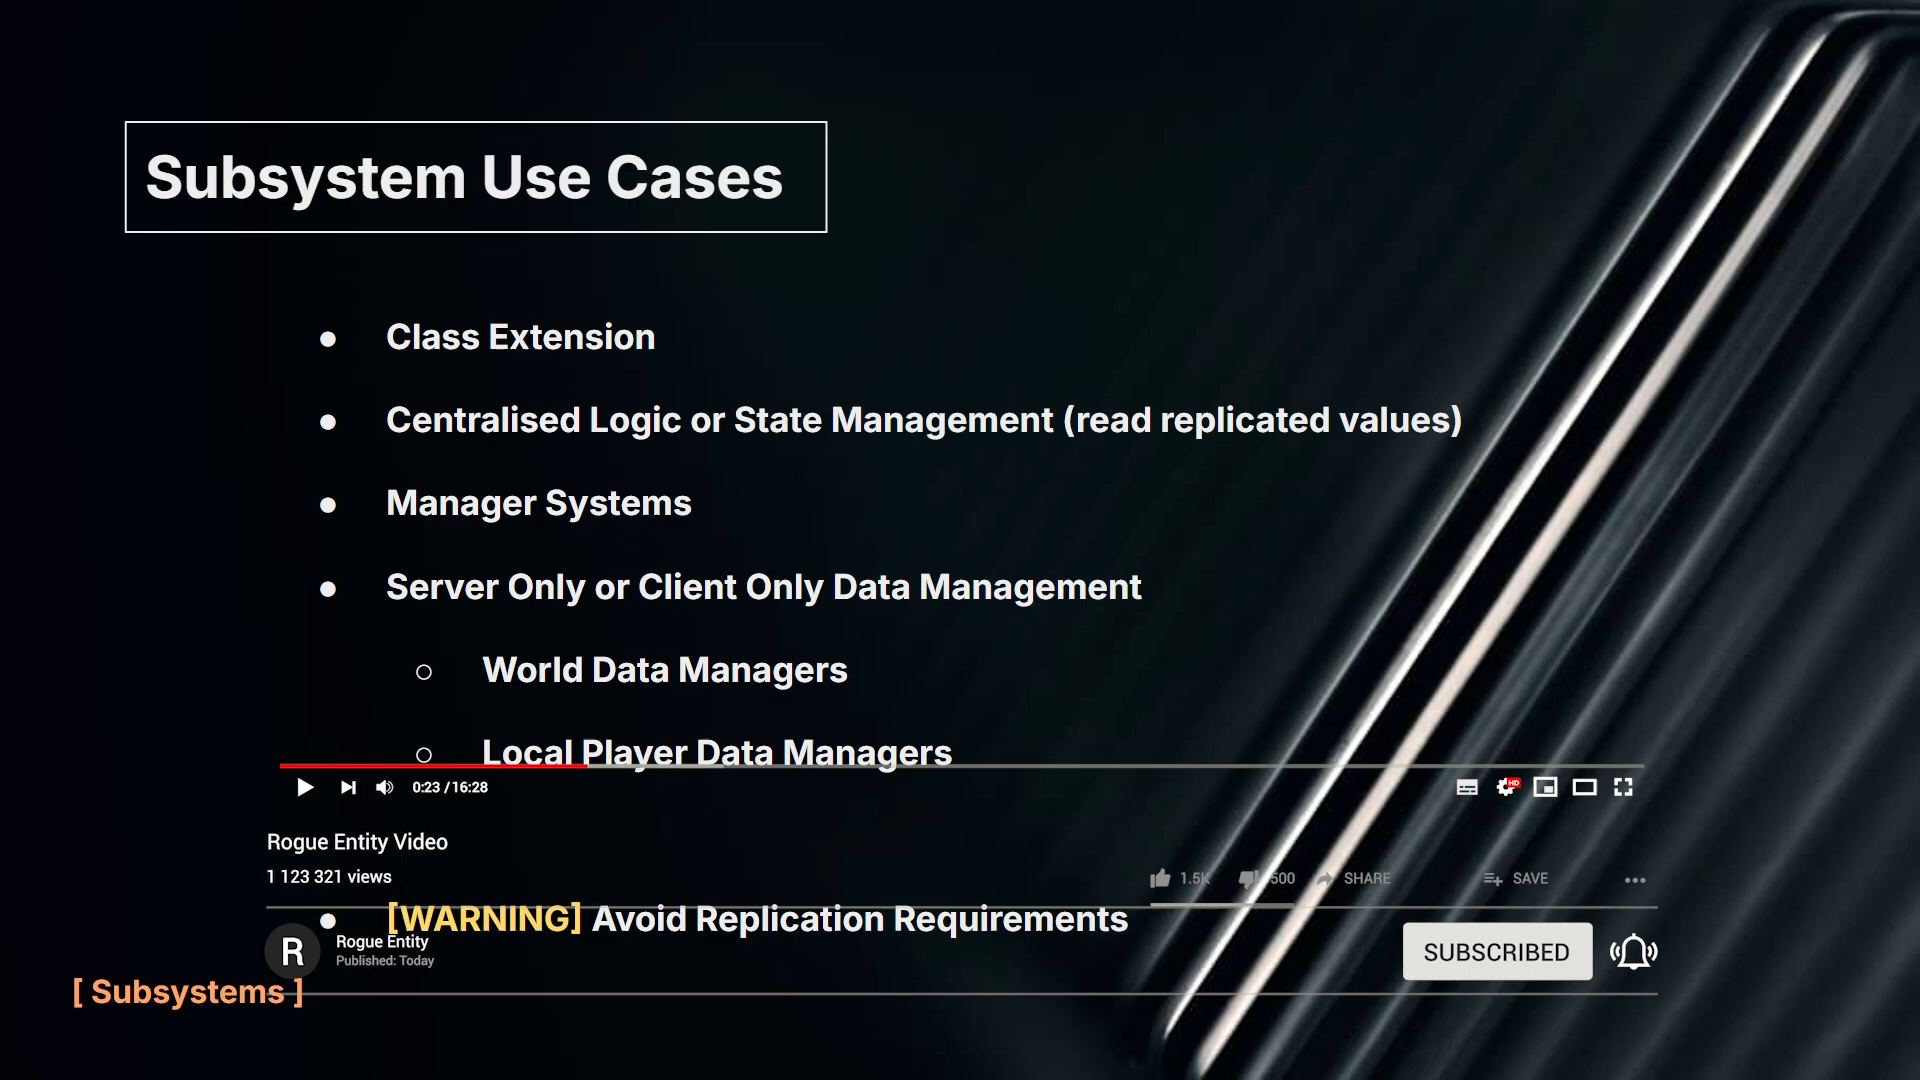 Subsystem Use Cases
● Class Extension
● Centralised Logic or State Management (read replicated values)
● Manager Systems
● Server Only or Client Only Data Management
○ World Data Managers
○ Local Player Data Managers
0:23 / 16:28
HD
Rogue Entity Video
1 123 321 views
1.5K 500 SHARE SAVE
● [WARNING] Avoid Replication Requirements
R
Rogue Entity
Published: Today
SUBSCRIBED
[ Subsystems ]